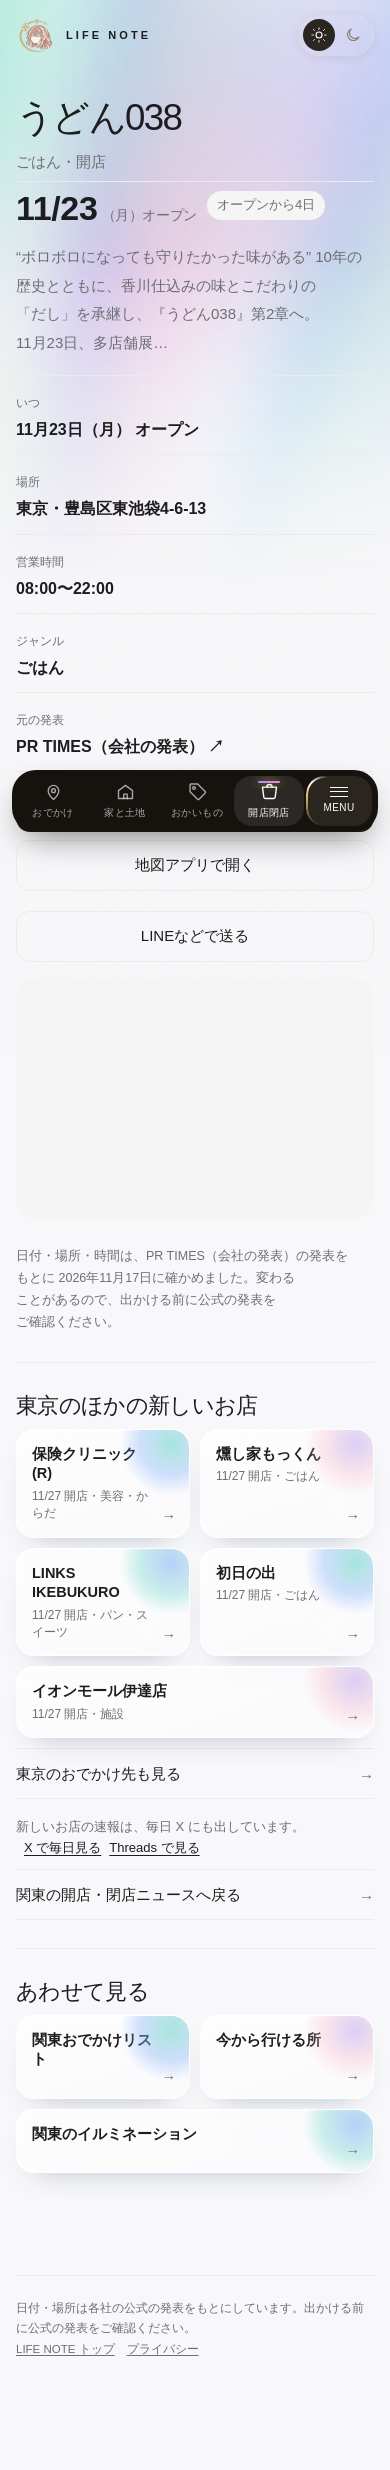 LIFE NOTE
うどん038
ごはん・開店
11/23 （月）オープン オープンから4日
“ボロボロになっても守りたかった味がある” 10年の
歴史とともに、香川仕込みの味とこだわりの
「だし」を承継し、『うどん038』第2章へ。
11月23日、多店舗展…
いつ
11月23日（月） オープン
場所
東京・豊島区東池袋4-6-13
営業時間
08:00〜22:00
ジャンル
ごはん
元の発表
PR TIMES（会社の発表） ↗
おでかけ 家と土地 おかいもの 開店閉店 MENU
地図アプリで開く
LINEなどで送る
日付・場所・時間は、PR TIMES（会社の発表）の発表を
もとに 2026年11月17日に確かめました。変わる
ことがあるので、出かける前に公式の発表を
ご確認ください。
東京のほかの新しいお店
保険クリニック
(R)
11/27 開店・美容・か
らだ
→
燻し家もっくん
11/27 開店・ごはん
→
LINKS
IKEBUKURO
11/27 開店・パン・ス
イーツ
→
初日の出
11/27 開店・ごはん
→
イオンモール伊達店
11/27 開店・施設
→
東京のおでかけ先も見る →
新しいお店の速報は、毎日 X にも出しています。
X で毎日見る Threads で見る
関東の開店・閉店ニュースへ戻る →
あわせて見る
関東おでかけリス
ト
→
今から行ける所
→
関東のイルミネーション
→
日付・場所は各社の公式の発表をもとにしています。出かける前
に公式の発表をご確認ください。
LIFE NOTE トップ プライバシー